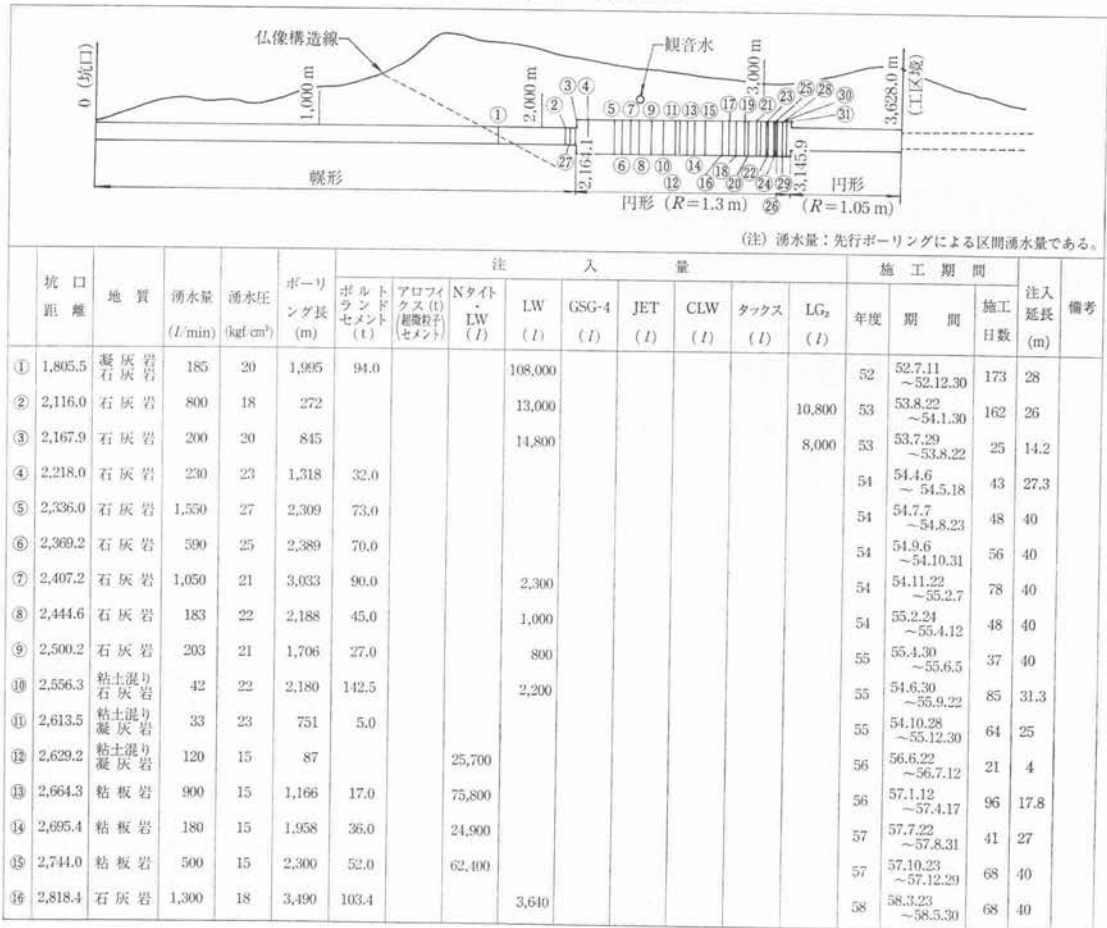 仏像構造線
観音水
0 (坑口)
1,000 m
2,000 m
3,000 m
3,628.0 m
(工区境)
① ② ③ ④ ⑤ ⑦ ⑨ ⑪ ⑬ ⑮ ⑰ ⑲ ㉑ ㉓ ㉕ ㉘ ㉚
㉛
㉗ ⑥ ⑧ ⑩ ⑫ ⑭ ⑯ ⑱ ⑳ ㉒ ㉔ ㉖ ㉙
2,164.1
3,145.9
幌形
円形 (R=1.3 m)
円形
(R=1.05 m)
(注) 湧水量:先行ボーリングによる区間湧水量である。
坑口距離 地質 湧水量 (l/min) 湧水圧 (kgf/cm²) ボーリング長 (m) 注入量 施工期間 注入延長 (m) 備考
ポルトランドセメント (t) アロフィクス (t) (超微粒子セメント) Nタイト・LW (l) LW (l) GSG-4 (l) JET (l) CLW (l) タックス (l) LG₂ (l) 年度 期間 施工日数
① 1,805.5 凝灰岩 石灰岩 185 20 1,995 94.0 108,000 52 52.7.11 ~52.12.30 173 28
② 2,116.0 石灰岩 800 18 272 13,000 10,800 53 53.8.22 ~54.1.30 162 26
③ 2,167.9 石灰岩 200 20 845 14,800 8,000 53 53.7.29 ~53.8.22 25 14.2
④ 2,218.0 石灰岩 230 23 1,318 32.0 54 54.4.6 ~ 54.5.18 43 27.3
⑤ 2,336.0 石灰岩 1,550 27 2,309 73.0 54 54.7.7 ~54.8.23 48 40
⑥ 2,369.2 石灰岩 590 25 2,389 70.0 54 54.9.6 ~54.10.31 56 40
⑦ 2,407.2 石灰岩 1,050 21 3,033 90.0 2,300 54 54.11.22 ~55.2.7 78 40
⑧ 2,444.6 石灰岩 183 22 2,188 45.0 1,000 54 55.2.24 ~55.4.12 48 40
⑨ 2,500.2 石灰岩 203 21 1,706 27.0 800 55 55.4.30 ~55.6.5 37 40
⑩ 2,556.3 粘土混り 石灰岩 42 22 2,180 142.5 2,200 55 54.6.30 ~55.9.22 85 31.3
⑪ 2,613.5 粘土混り 凝灰岩 33 23 751 5.0 55 54.10.28 ~55.12.30 64 25
⑫ 2,629.2 粘土混り 凝灰岩 120 15 87 25,700 56 56.6.22 ~56.7.12 21 4
⑬ 2,664.3 粘板岩 900 15 1,166 17.0 75,800 56 57.1.12 ~57.4.17 96 17.8
⑭ 2,695.4 粘板岩 180 15 1,958 36.0 24,900 57 57.7.22 ~57.8.31 41 27
⑮ 2,744.0 粘板岩 500 15 2,300 52.0 62,400 57 57.10.23 ~57.12.29 68 40
⑯ 2,818.4 石灰岩 1,300 18 3,490 103.4 3,640 58 58.3.23 ~58.5.30 68 40